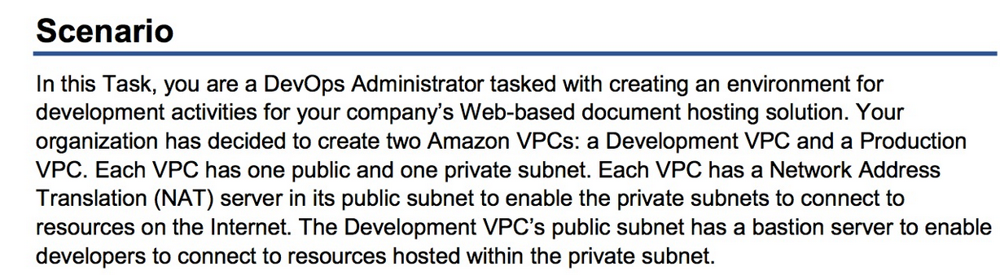 Scenario
In this Task, you are a DevOps Administrator tasked with creating an environment for
development activities for your company’s Web-based document hosting solution. Your
organization has decided to create two Amazon VPCs: a Development VPC and a Production
VPC. Each VPC has one public and one private subnet. Each VPC has a Network Address
Translation (NAT) server in its public subnet to enable the private subnets to connect to
resources on the Internet. The Development VPC’s public subnet has a bastion server to enable
developers to connect to resources hosted within the private subnet.